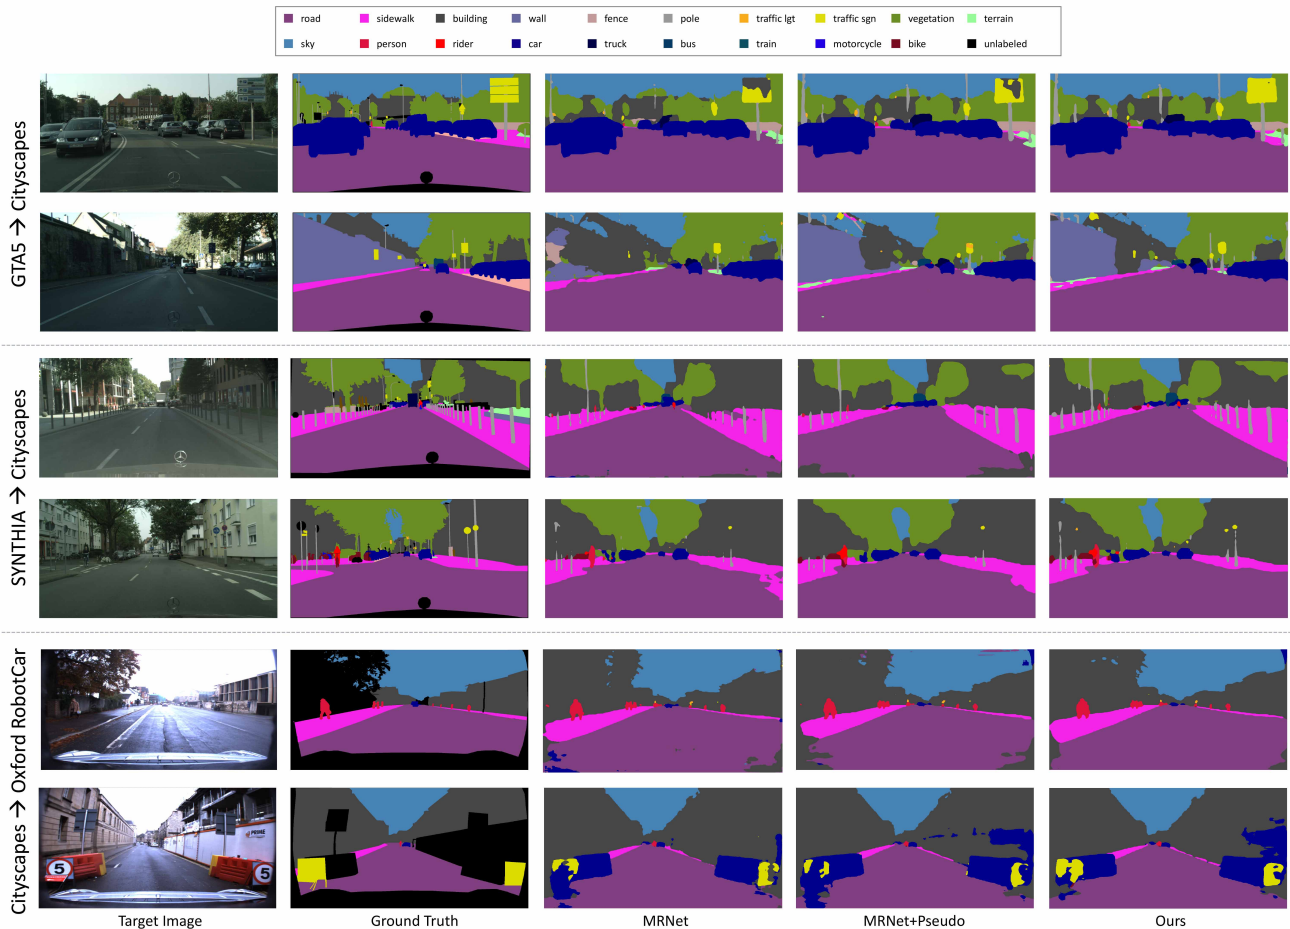 road sidewalk building wall fence pole traffic lgt traffic sgn vegetation terrain
sky person rider car truck bus train motorcycle bike unlabeled
GTA5 → Cityscapes
SYNTHIA → Cityscapes
Cityscapes → Oxford RobotCar
PRIME
5
5
Target Image Ground Truth MRNet MRNet+Pseudo Ours